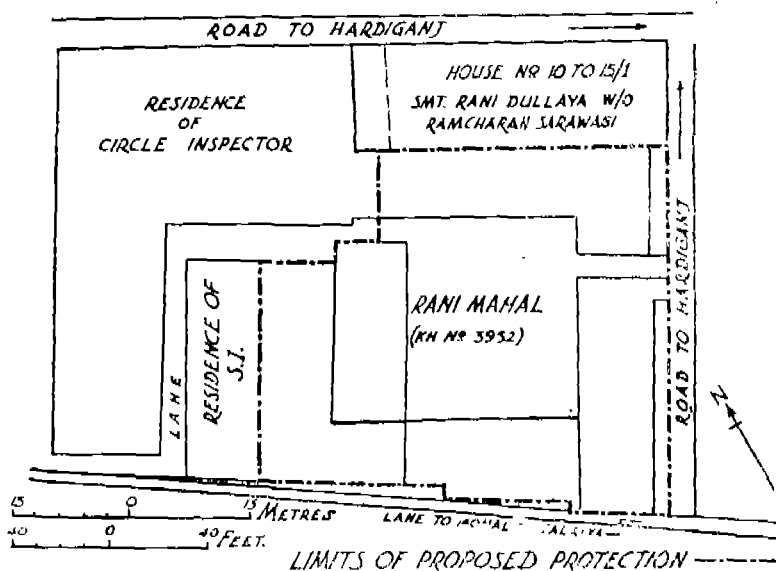 ROAD TO HARDIGANJ
HOUSE Nº 10 TO 15/1
SMT. RANI DULLAYA W/O
RAMCHARAN SARAWAGI
RESIDENCE
OF
CIRCLE INSPECTOR
ROAD TO HARDIGANJ
RANI MAHAL
(KH Nº 3952)
RESIDENCE OF
S.I.
LANE
N
15 0 15 METRES
0 40 FEET.
LANE TO
LIMITS OF PROPOSED PROTECTION